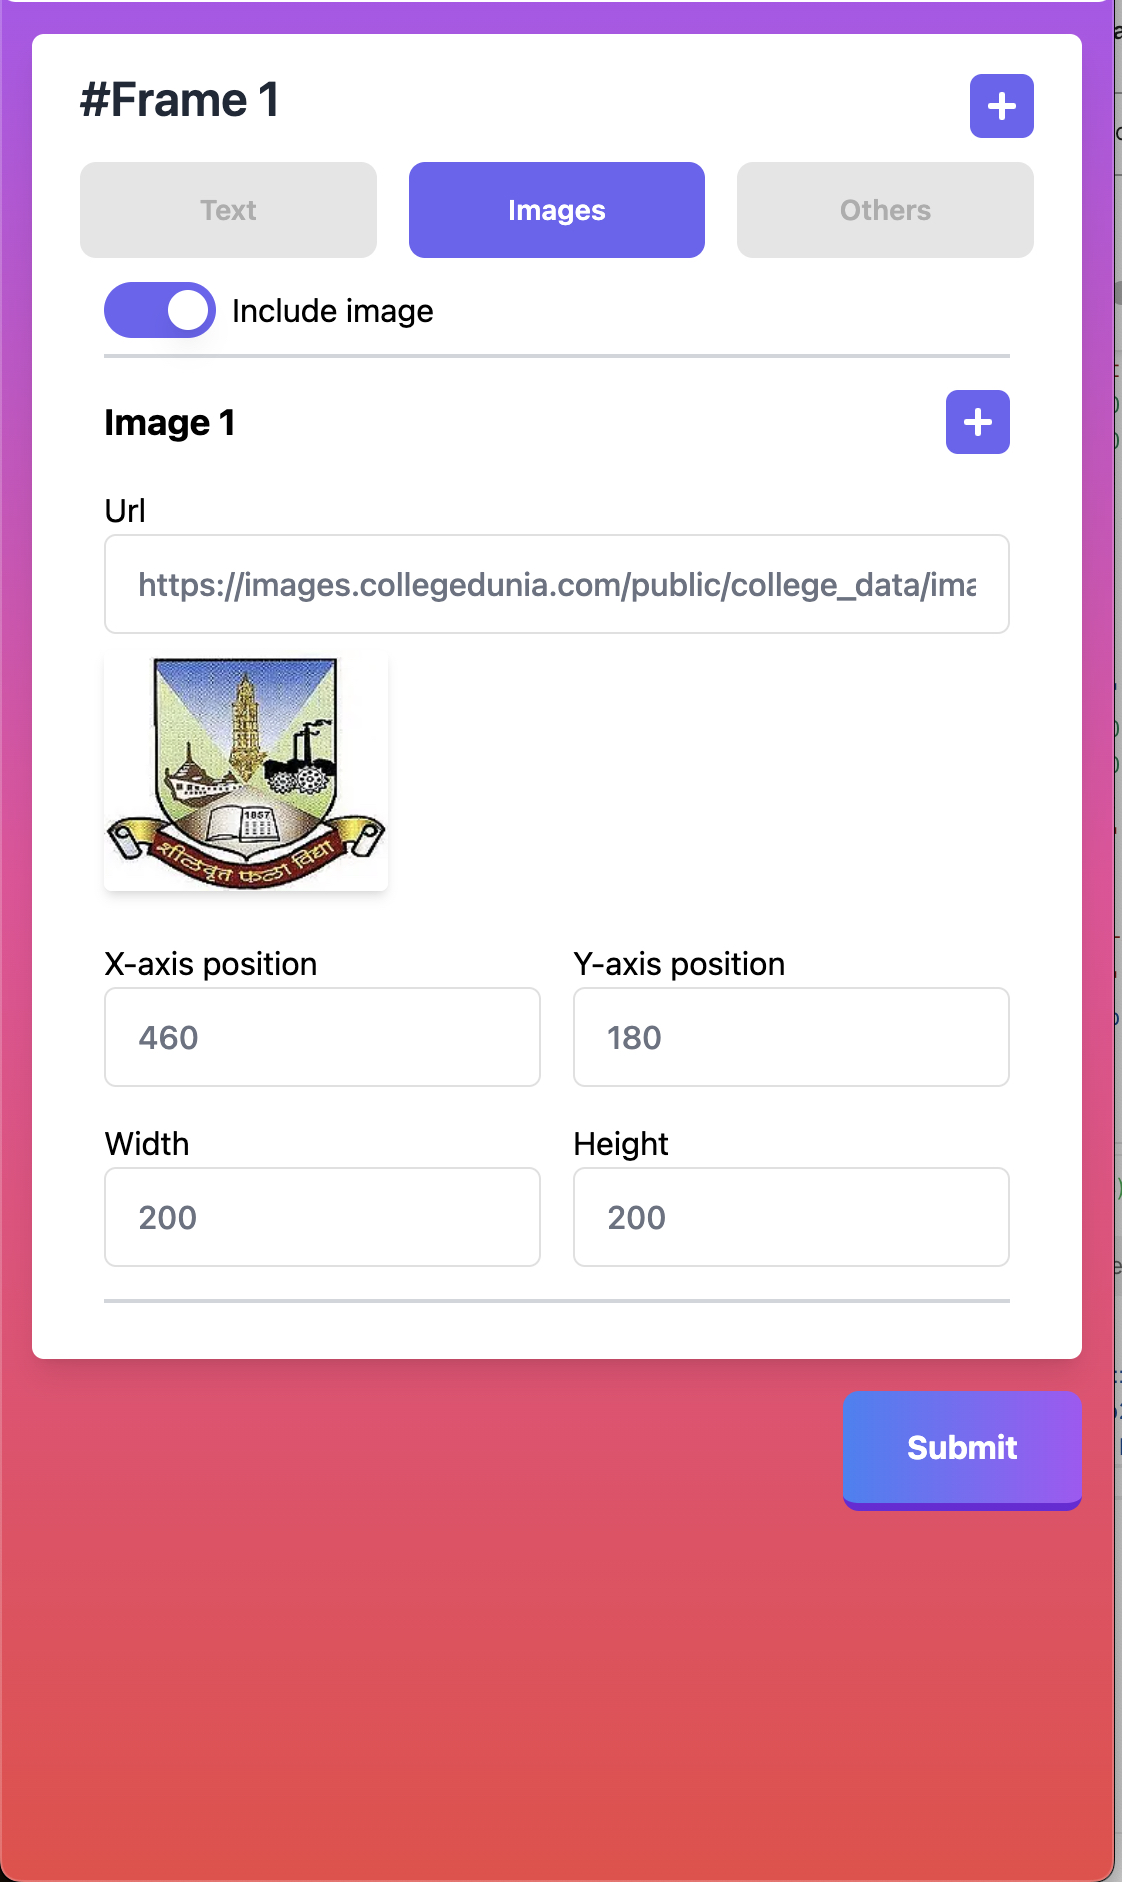 #Frame 1
Text
Images
Others
Include image
Image 1
Url
https://images.collegedunia.com/public/college_data/ima
1857
शीलवृत फला विद्या
X-axis position
Y-axis position
460
180
Width
Height
200
200
Submit